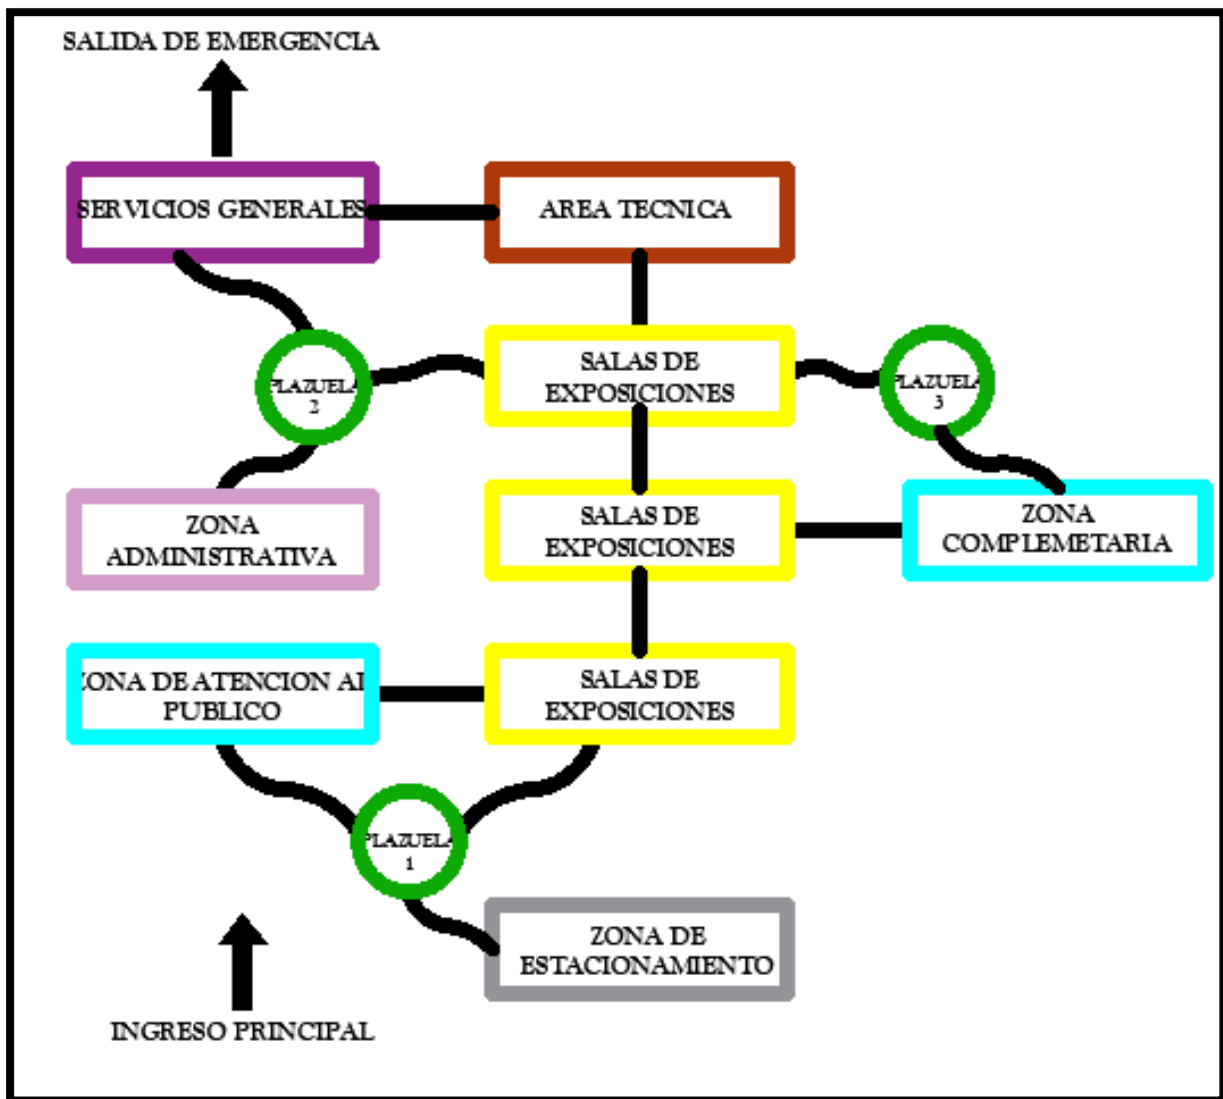 SALIDA DE EMERGENCIA
SERVICIOS GENERALES
AREA TECNICA
SALAS DE
EXPOSICIONES
PLAZUELA
2
PLAZUELA
3
ZONA
ADMINISTRATIVA
SALAS DE
EXPOSICIONES
ZONA
COMPLEMETARIA
ZONA DE ATENCION AL
PUBLICO
SALAS DE
EXPOSICIONES
PLAZUELA
1
ZONA DE
ESTACIONAMIENTO
INGRESO PRINCIPAL